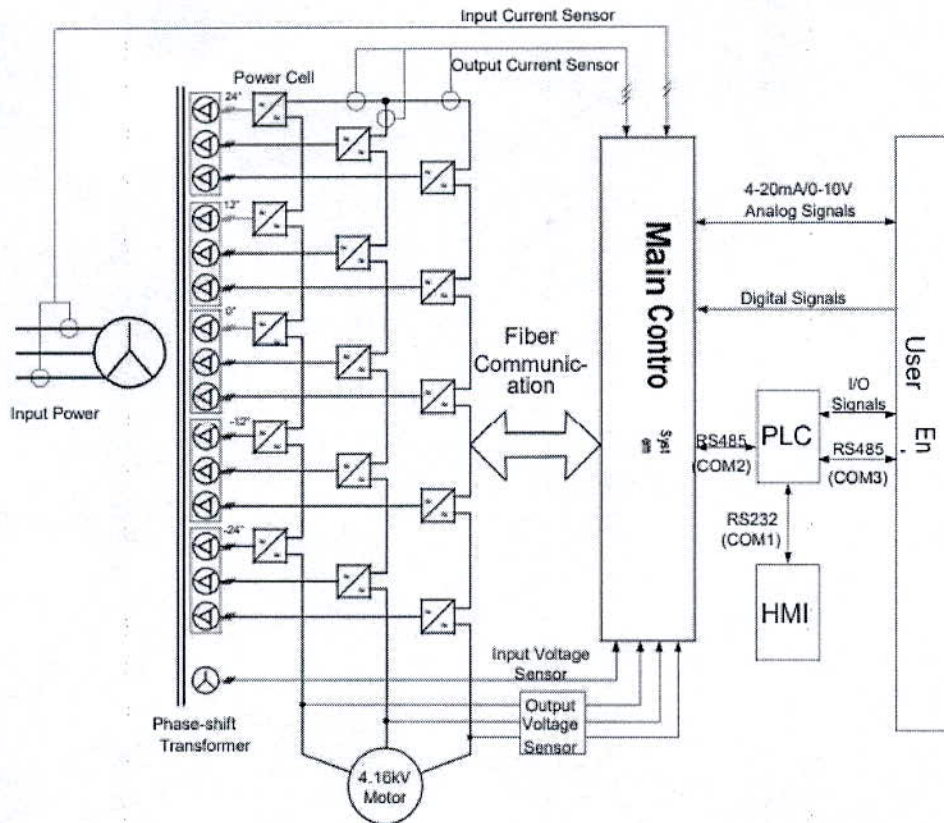 Input Current Sensor
Output Current Sensor
Power Cell
24°
12°
0°
-12°
-24°
Input Power
Phase-shift
Transformer
4.16kV
Motor
Fiber
Communic-
ation
Main Contro
Syst
em
Input Voltage
Sensor
Output
Voltage
Sensor
4-20mA/0-10V
Analog Signals
Digital Signals
I/O
Signals
RS485
(COM2)
PLC
RS485
(COM3)
RS232
(COM1)
HMI
User
En